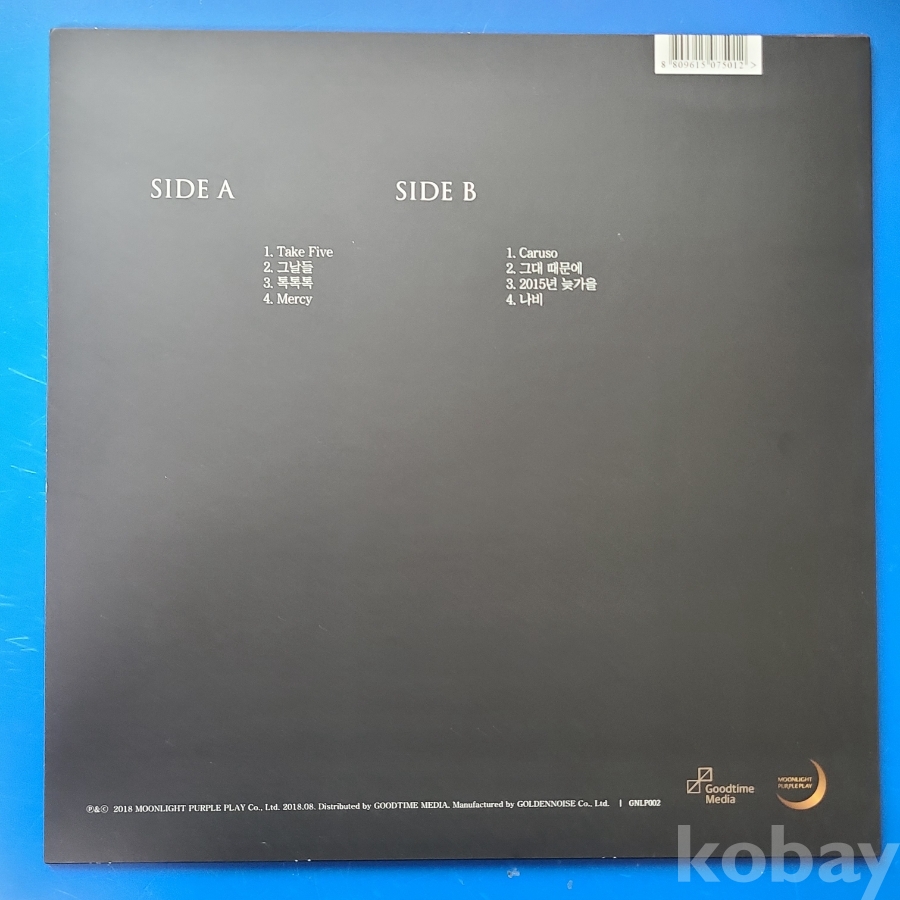 8 809615 075012 >
SIDE A
1. Take Five
2. 그날들
3. 톡톡톡
4. Mercy
SIDE B
1. Caruso
2. 그대 때문에
3. 2015년 늦가을
4. 나비
Ⓟ&ⓒ 2018 MOONLIGHT PURPLE PLAY Co., Ltd. 2018.08. Distributed by GOODTIME MEDIA. Manufactured by GOLDENNOISE Co., Ltd. | GNLP002
Goodtime
Media
MOONLIGHT
PURPLE PLAY
kobay